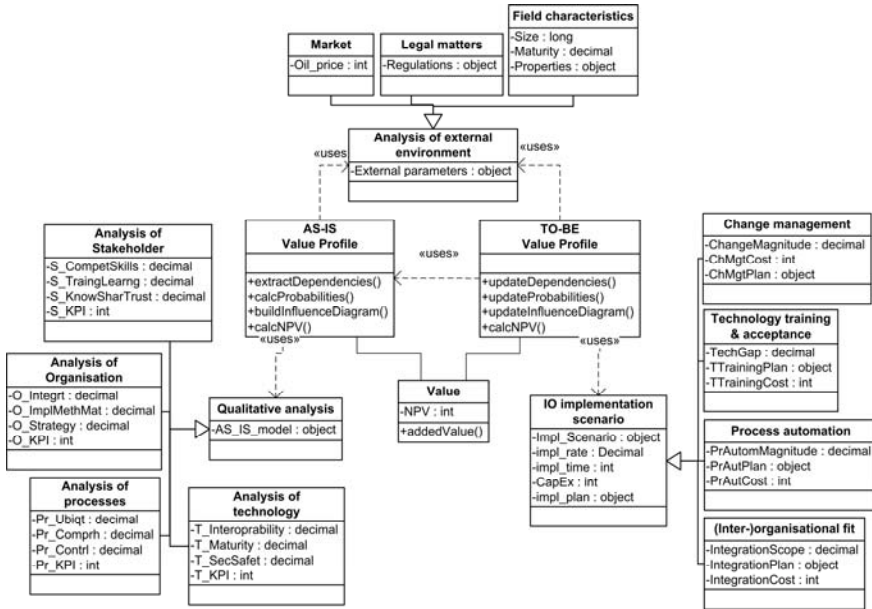 Market
-Oil_price : int
Legal matters
-Regulations : object
Field characteristics
-Size : long
-Maturity : decimal
-Properties : object
Analysis of external
environment
-External parameters : object
«uses
«uses»
AS-IS
Value Profile
+extractDependencies()
+calcProbabilities()
+buildInfluenceDiagram()
+calcNPV()
«uses»
TO-BE
Value Profile
+updateDependencies()
+updateProbabilities()
+updateInfluenceDiagram()
+calcNPV()
«uses»
«uses»
Analysis of
Stakeholder
-S_CompetSkills : decimal
-S_TraingLearng : decimal
-S_KnowSharTrust : decimal
-S_KPI : int
Analysis of
Organisation
-O_Integrt : decimal
-O_ImplMethMat : decimal
-O_Strategy : decimal
-O_KPI : int
Analysis of
processes
-Pr_Ubiqt : decimal
-Pr_Comprh : decimal
-Pr_Contrl : decimal
-Pr_KPI : int
Analysis of
technology
-T_Interoprability : decimal
-T_Maturity : decimal
-T_SecSafet : decimal
-T_KPI : int
Qualitative analysis
-AS_IS_model : object
Value
-NPV : int
+addedValue()
IO implementation
scenario
-Impl_Scenario : object
-impl_rate : Decimal
-impl_time : int
-CapEx : int
-impl_plan : object
Change management
-ChangeMagnitude : decimal
-ChMgtCost : int
-ChMgtPlan : object
Technology training
& acceptance
-TechGap : decimal
-TTrainingPlan : object
-TTrainingCost : int
Process automation
-PrAutomMagnitude : decimal
-PrAutPlan : object
-PrAutCost : int
(Inter-)organisational fit
-IntegrationScope : decimal
-IntegrationPlan : object
-IntegrationCost : int